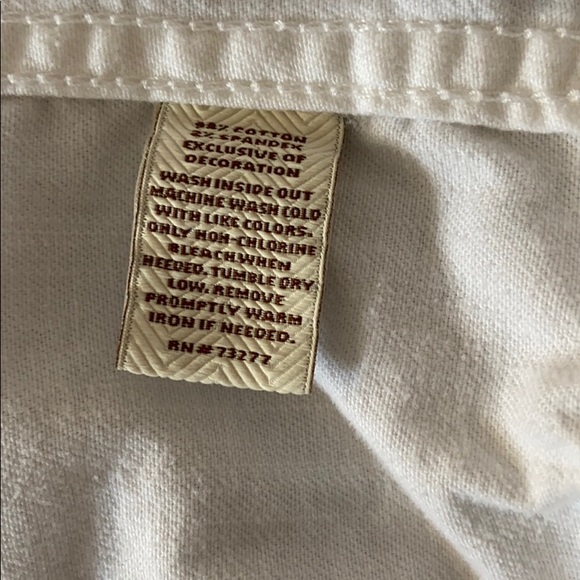 98% COTTON
2% SPANDEX
EXCLUSIVE OF
DECORATION
WASH INSIDE OUT
MACHINE WASH COLD
WITH LIKE COLORS.
ONLY NON-CHLORINE
BLEACH WHEN
NEEDED. TUMBLE DRY
LOW. REMOVE
PROMPTLY WARM
IRON IF NEEDED.
RN#73277